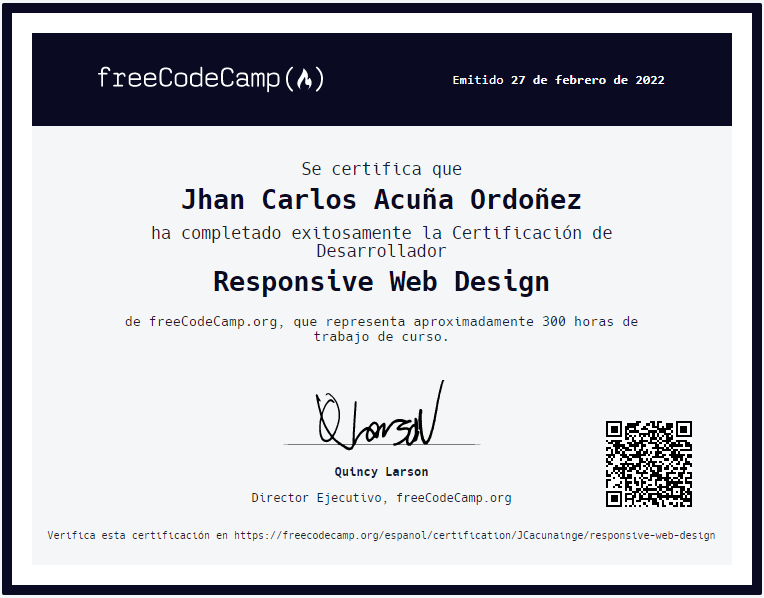 freeCodeCamp(🔥)
Emitido 27 de febrero de 2022
Se certifica que
Jhan Carlos Acuña Ordoñez
ha completado exitosamente la Certificación de
Desarrollador
Responsive Web Design
de freeCodeCamp.org, que representa aproximadamente 300 horas de
trabajo de curso.
Q Larson
Quincy Larson
Director Ejecutivo, freeCodeCamp.org
Verifica esta certificación en https://freecodecamp.org/espanol/certification/JCacunainge/responsive-web-design